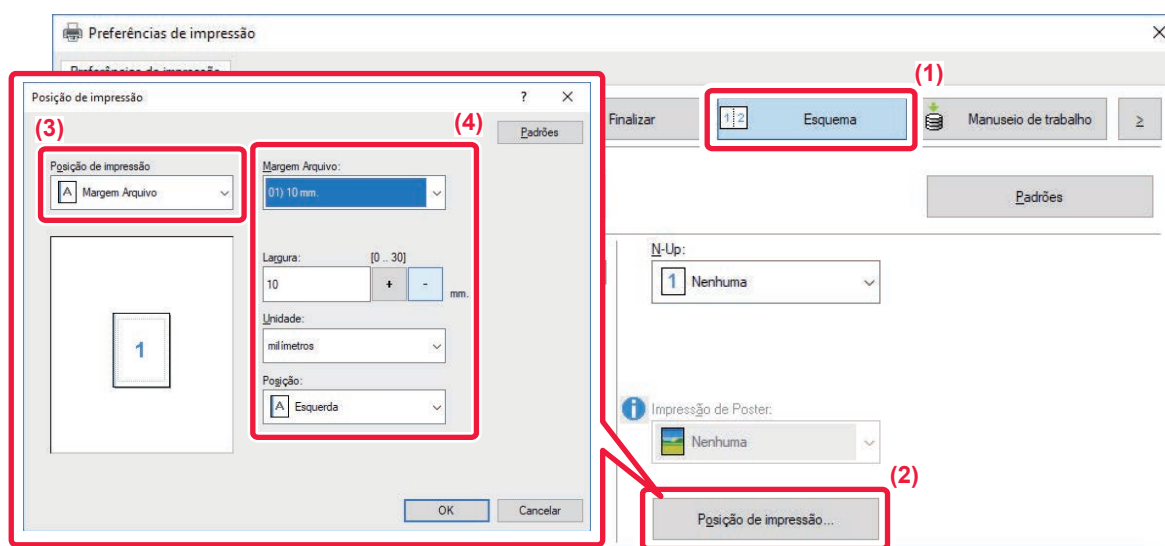 Preferências de impressão
Preferências de impressão
(1)
Posição de impressão
? ×
(3)
(4)
Padrões
Finalizar
1 2 Esquema
Manuseio de trabalho
≥
Posição de impressão
A Margem Arquivo
Margem Arquivo:
01) 10 mm.
Padrões
Largura: [0 .. 30]
10 + - mm.
N-Up:
1 Nenhuma
Unidade:
milímetros
1
Posição:
A Esquerda
i Impressão de Poster:
Nenhuma
(2)
OK
Cancelar
Posição de impressão...